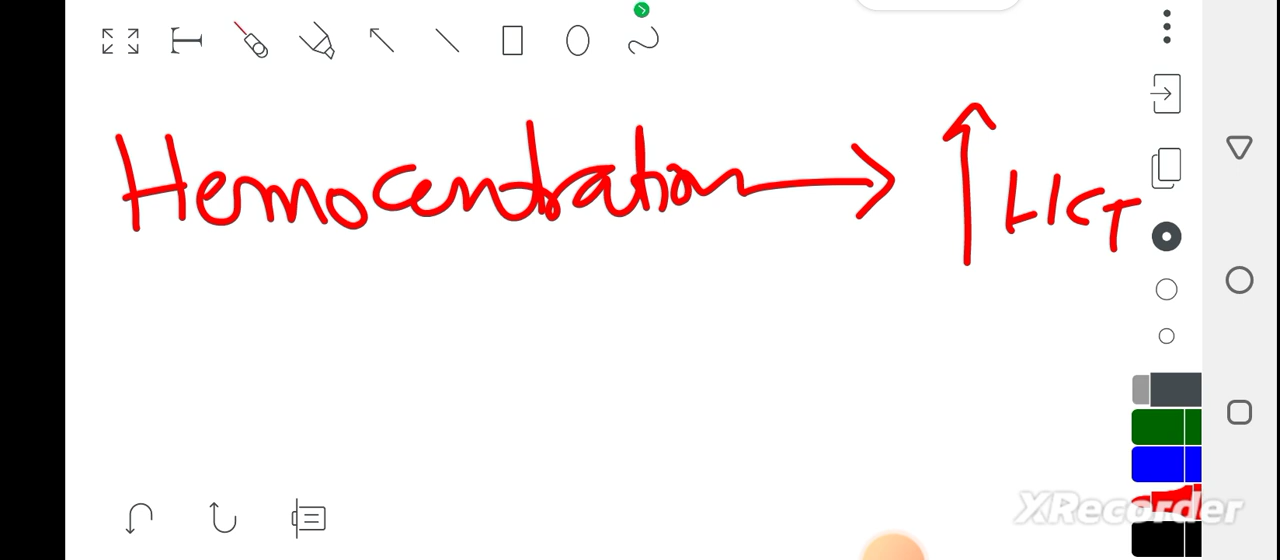 Hemocentration → ↑ HCT
XRecorder